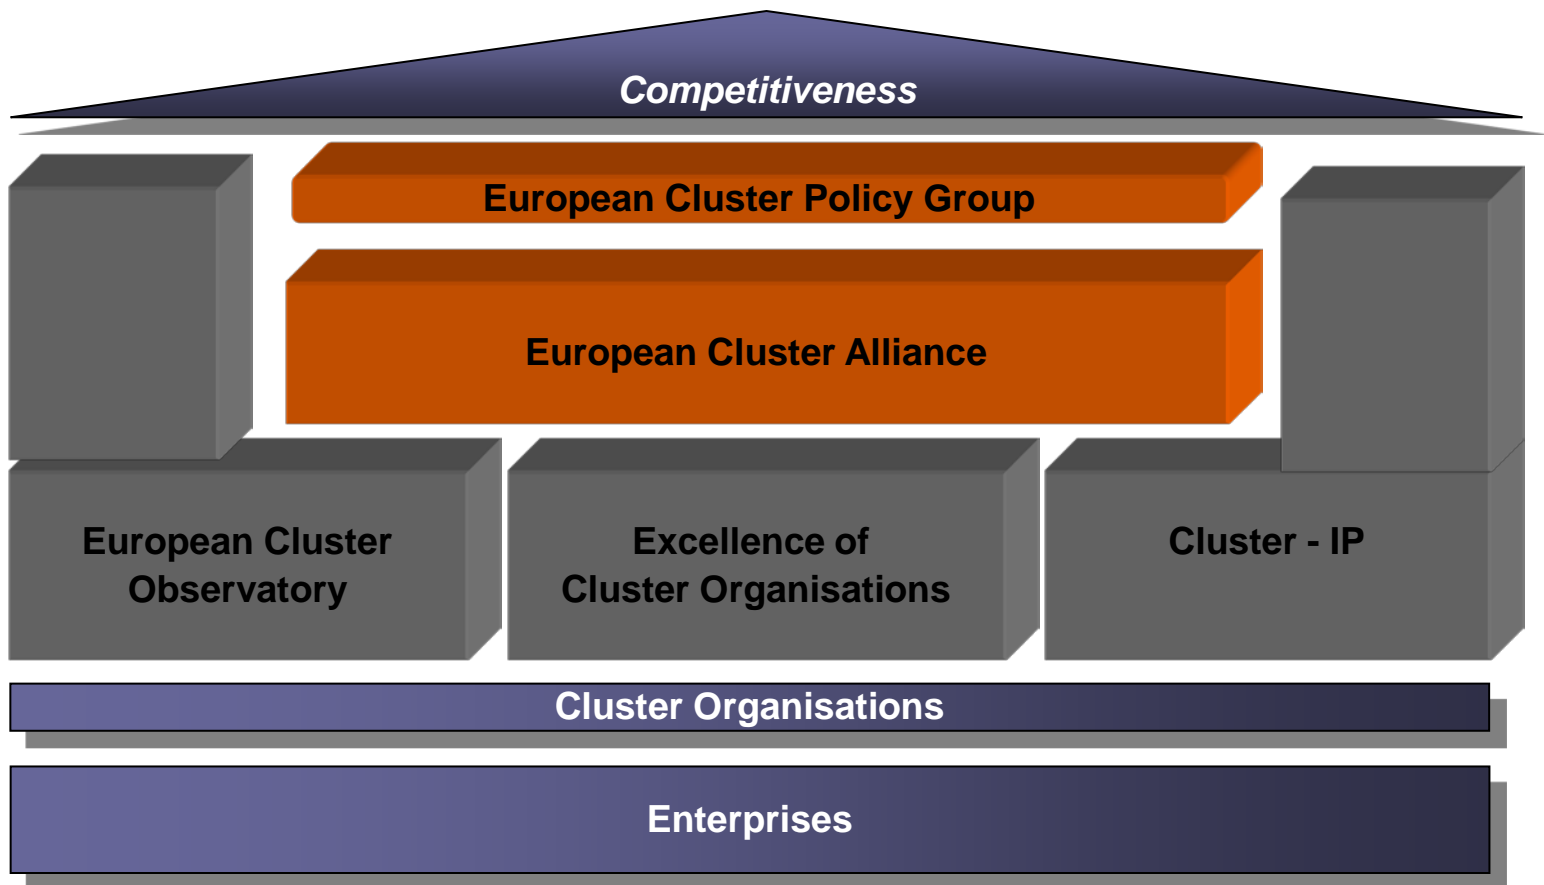 Competitiveness
European Cluster Policy Group
European Cluster Alliance
European Cluster
Observatory
Excellence of
Cluster Organisations
Cluster - IP
Cluster Organisations
Enterprises